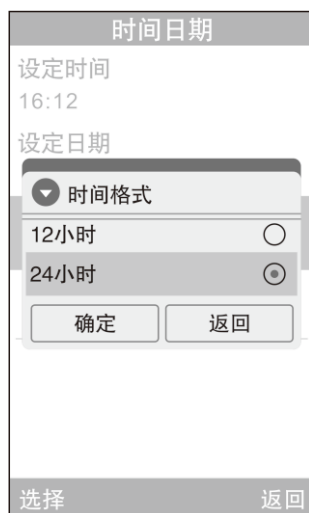 时间日期
设定时间
16:12
设定日期
时间格式
12小时
24小时
确定 返回
选择 返回